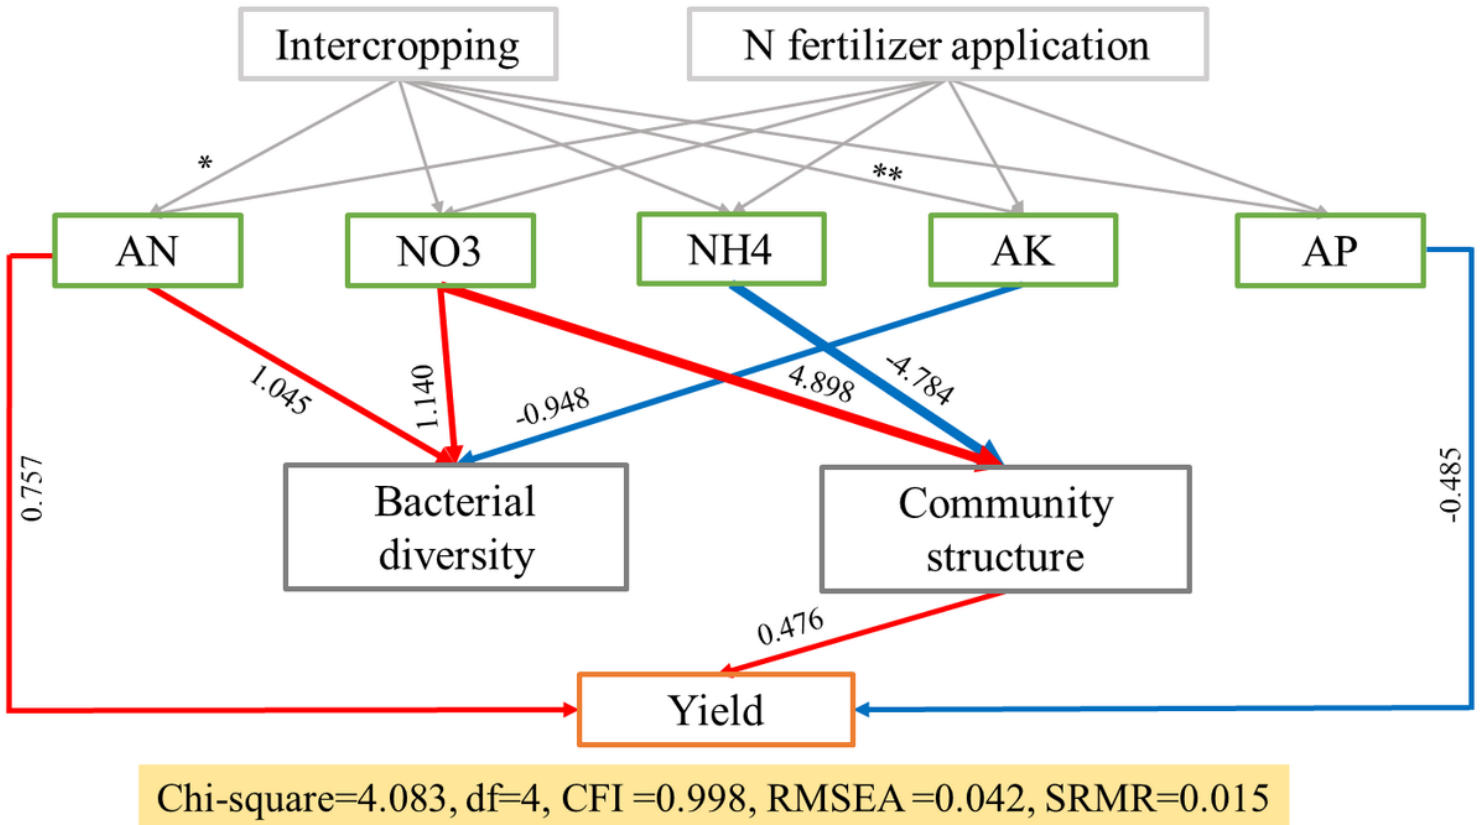 Intercropping
N fertilizer application
*
**
AN
NO3
NH4
AK
AP
1.045
1.140
-0.948
4.898
-4.784
0.757
-0.485
Bacterial
diversity
Community
structure
0.476
Yield
Chi-square=4.083, df=4, CFI =0.998, RMSEA =0.042, SRMR=0.015